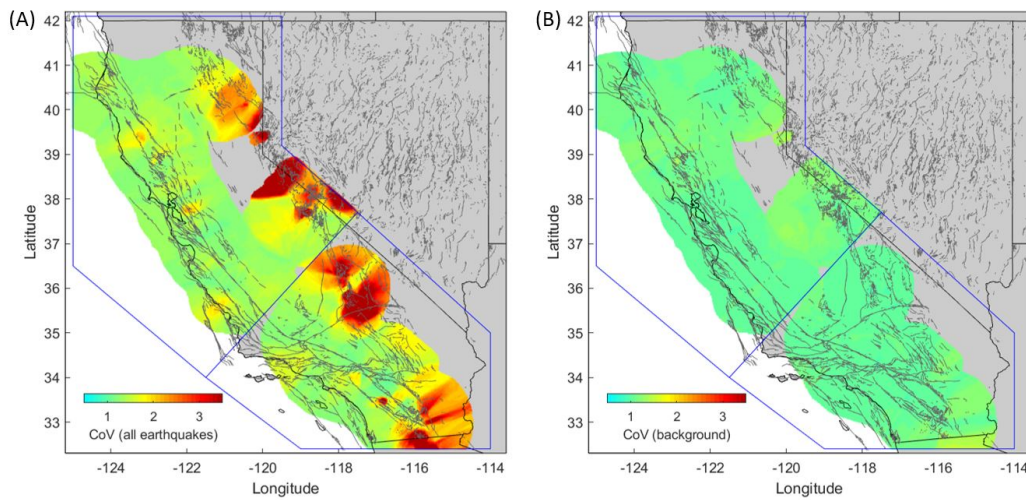 (A)
42
41
40
39
38
37
36
35
34
33
Latitude
1 2 3
CoV (all earthquakes)
-124 -122 -120 -118 -116 -114
Longitude
(B)
42
41
40
39
38
37
36
35
34
33
Latitude
1 2 3
CoV (background)
-124 -122 -120 -118 -116 -114
Longitude